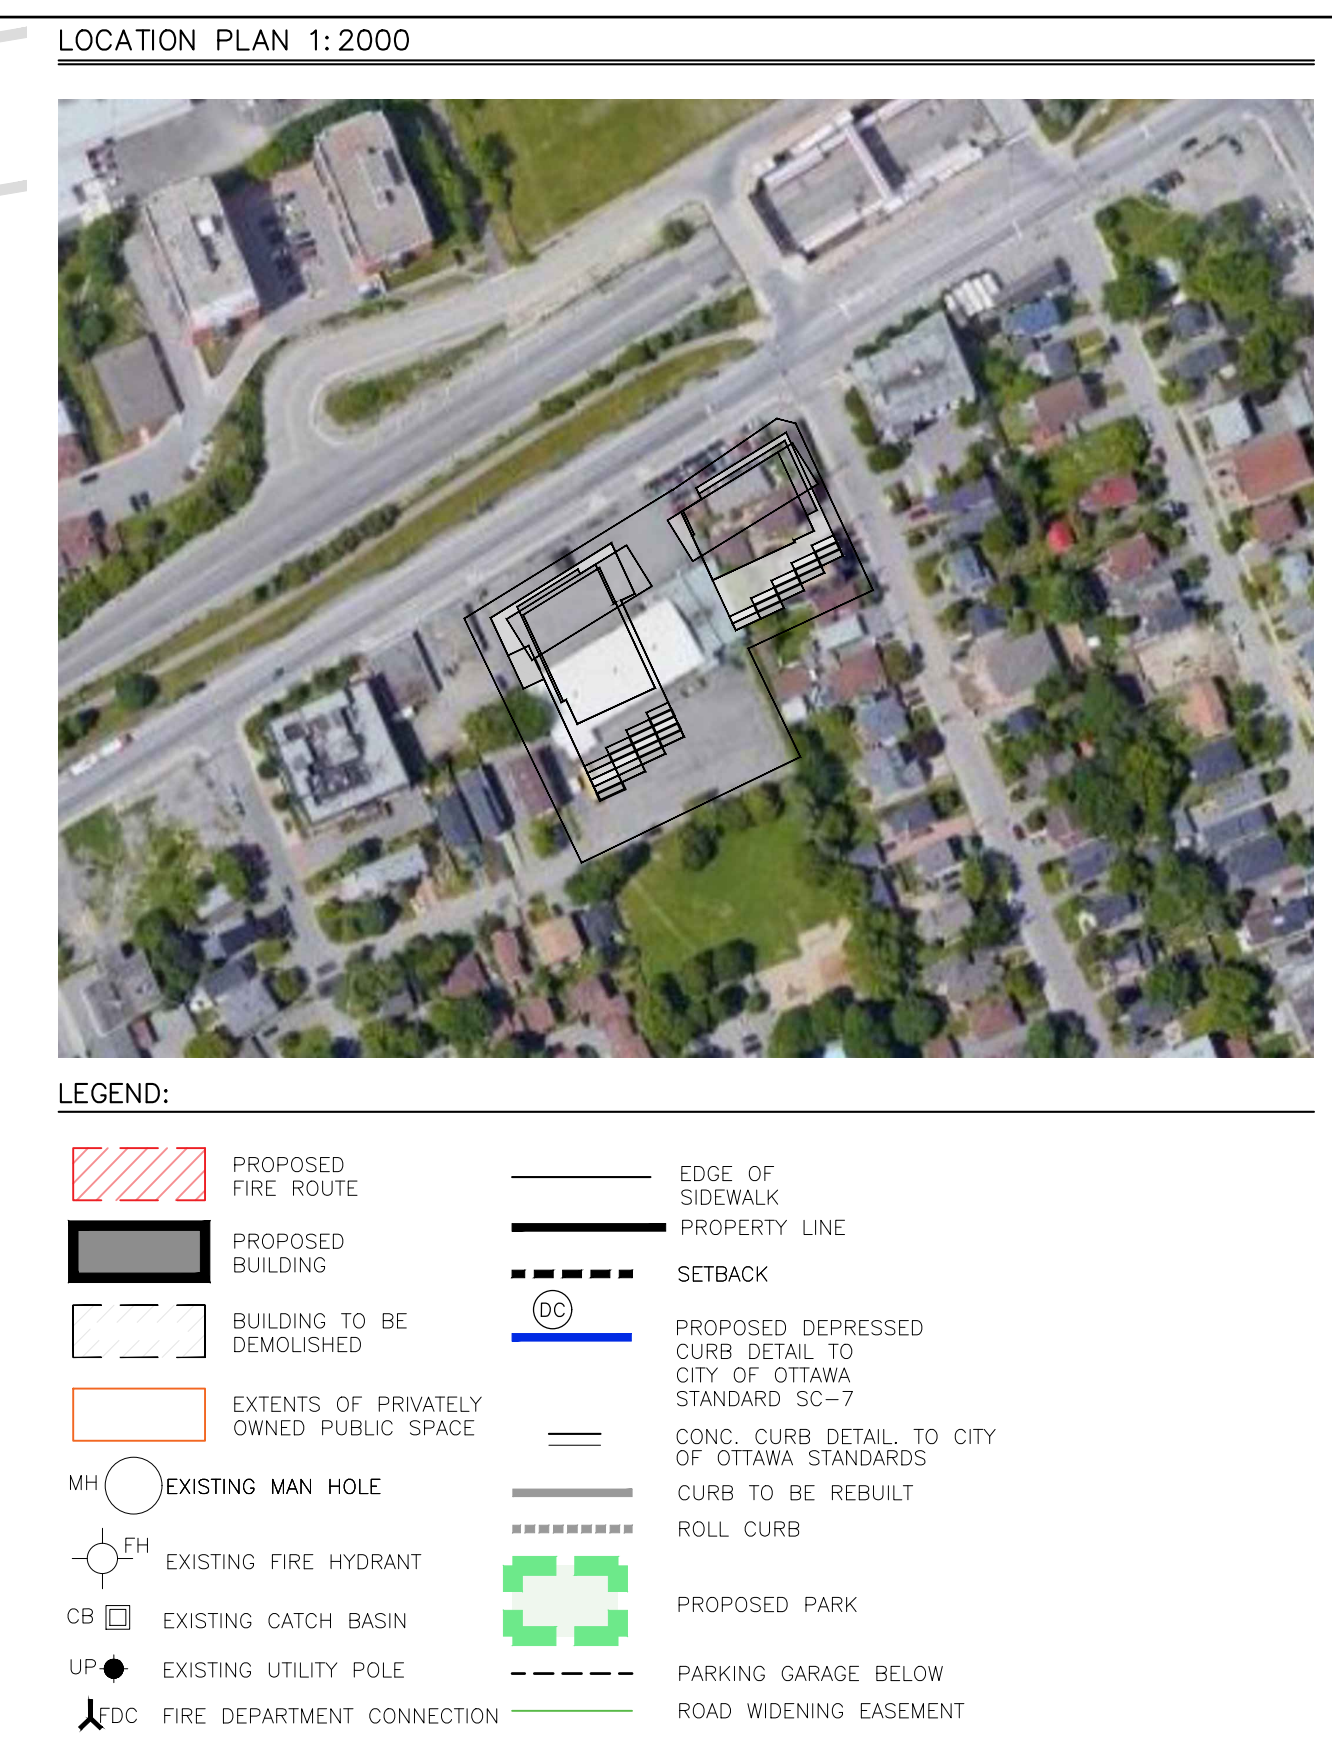 LOCATION PLAN 1:2000
LEGEND:
PROPOSED
FIRE ROUTE
PROPOSED
BUILDING
BUILDING TO BE
DEMOLISHED
EXTENTS OF PRIVATELY
OWNED PUBLIC SPACE
MH
EXISTING MAN HOLE
FH
EXISTING FIRE HYDRANT
CB
EXISTING CATCH BASIN
UP
EXISTING UTILITY POLE
FDC
FIRE DEPARTMENT CONNECTION
EDGE OF
SIDEWALK
PROPERTY LINE
SETBACK
DC
PROPOSED DEPRESSED
CURB DETAIL TO
CITY OF OTTAWA
STANDARD SC-7
CONC. CURB DETAIL. TO CITY
OF OTTAWA STANDARDS
CURB TO BE REBUILT
ROLL CURB
PROPOSED PARK
PARKING GARAGE BELOW
ROAD WIDENING EASEMENT